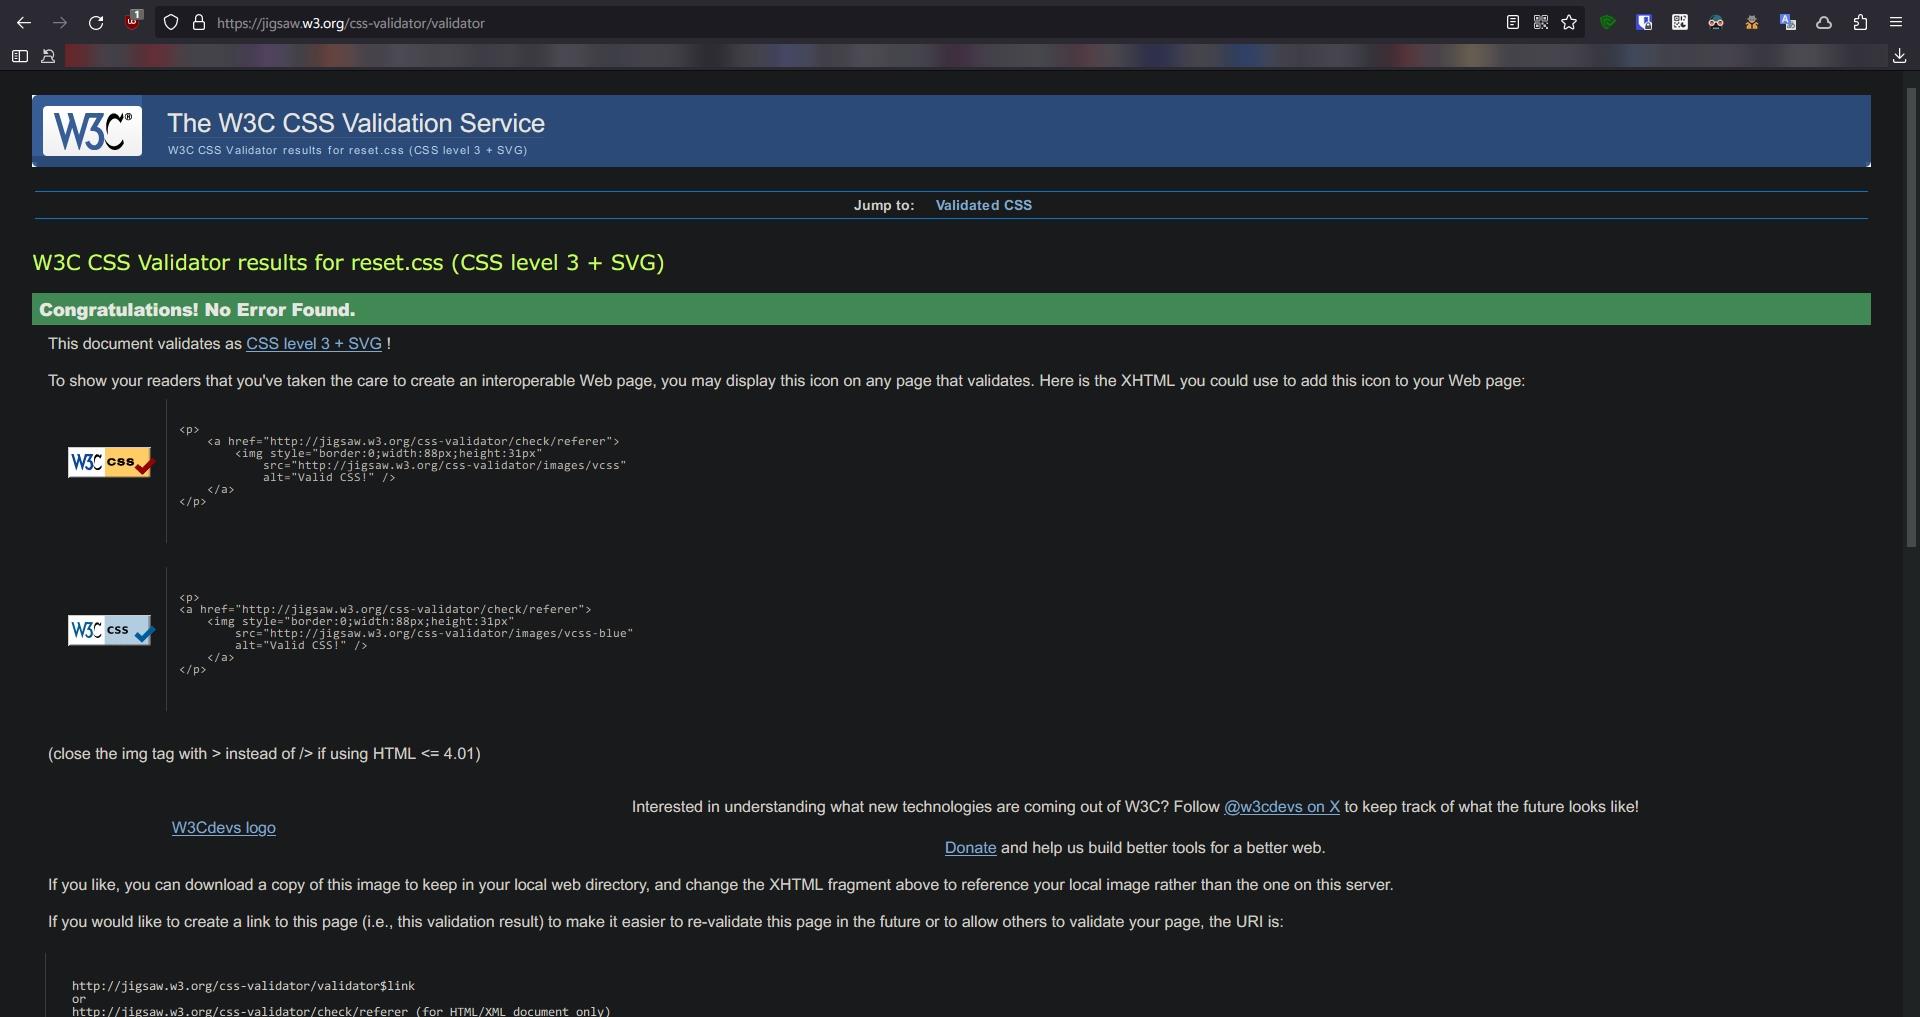 1
https://jigsaw.w3.org/css-validator/validator
W3C®
The W3C CSS Validation Service
W3C CSS Validator results for reset.css (CSS level 3 + SVG)
Jump to: Validated CSS
W3C CSS Validator results for reset.css (CSS level 3 + SVG)
Congratulations! No Error Found.
This document validates as CSS level 3 + SVG !
To show your readers that you've taken the care to create an interoperable Web page, you may display this icon on any page that validates. Here is the XHTML you could use to add this icon to your Web page:
W3C css
<p>
<a href="http://jigsaw.w3.org/css-validator/check/referer">
<img style="border:0;width:88px;height:31px"
src="http://jigsaw.w3.org/css-validator/images/vcss"
alt="Valid CSS!" />
</a>
</p>
W3C css
<p>
<a href="http://jigsaw.w3.org/css-validator/check/referer">
<img style="border:0;width:88px;height:31px"
src="http://jigsaw.w3.org/css-validator/images/vcss-blue"
alt="Valid CSS!" />
</a>
</p>
(close the img tag with > instead of /> if using HTML <= 4.01)
Interested in understanding what new technologies are coming out of W3C? Follow @w3cdevs on X to keep track of what the future looks like!
W3Cdevs logo
Donate and help us build better tools for a better web.
If you like, you can download a copy of this image to keep in your local web directory, and change the XHTML fragment above to reference your local image rather than the one on this server.
If you would like to create a link to this page (i.e., this validation result) to make it easier to re-validate this page in the future or to allow others to validate your page, the URI is:
http://jigsaw.w3.org/css-validator/validator$link
or
http://jigsaw.w3.org/css-validator/check/referer (for HTML/XML document only)